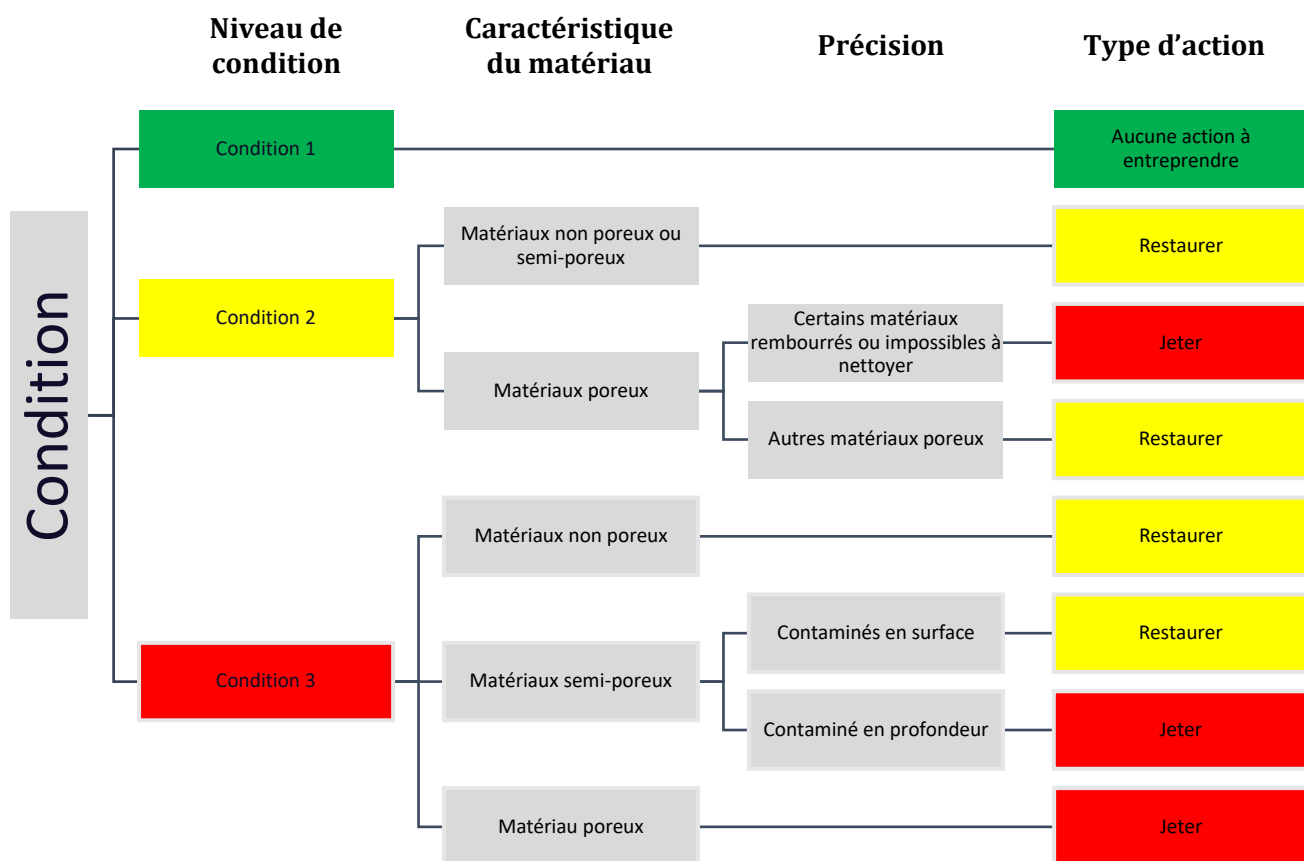 Niveau de
condition
Caractéristique
du matériau
Précision
Type d'action
Condition
Condition 1
Aucune action à
entreprendre
Condition 2
Matériaux non poreux ou
semi-poreux
Restaurer
Matériaux poreux
Certains matériaux
rembourrés ou impossibles à
nettoyer
Jeter
Autres matériaux poreux
Restaurer
Condition 3
Matériaux non poreux
Restaurer
Matériaux semi-poreux
Contaminés en surface
Restaurer
Contaminé en profondeur
Jeter
Matériau poreux
Jeter